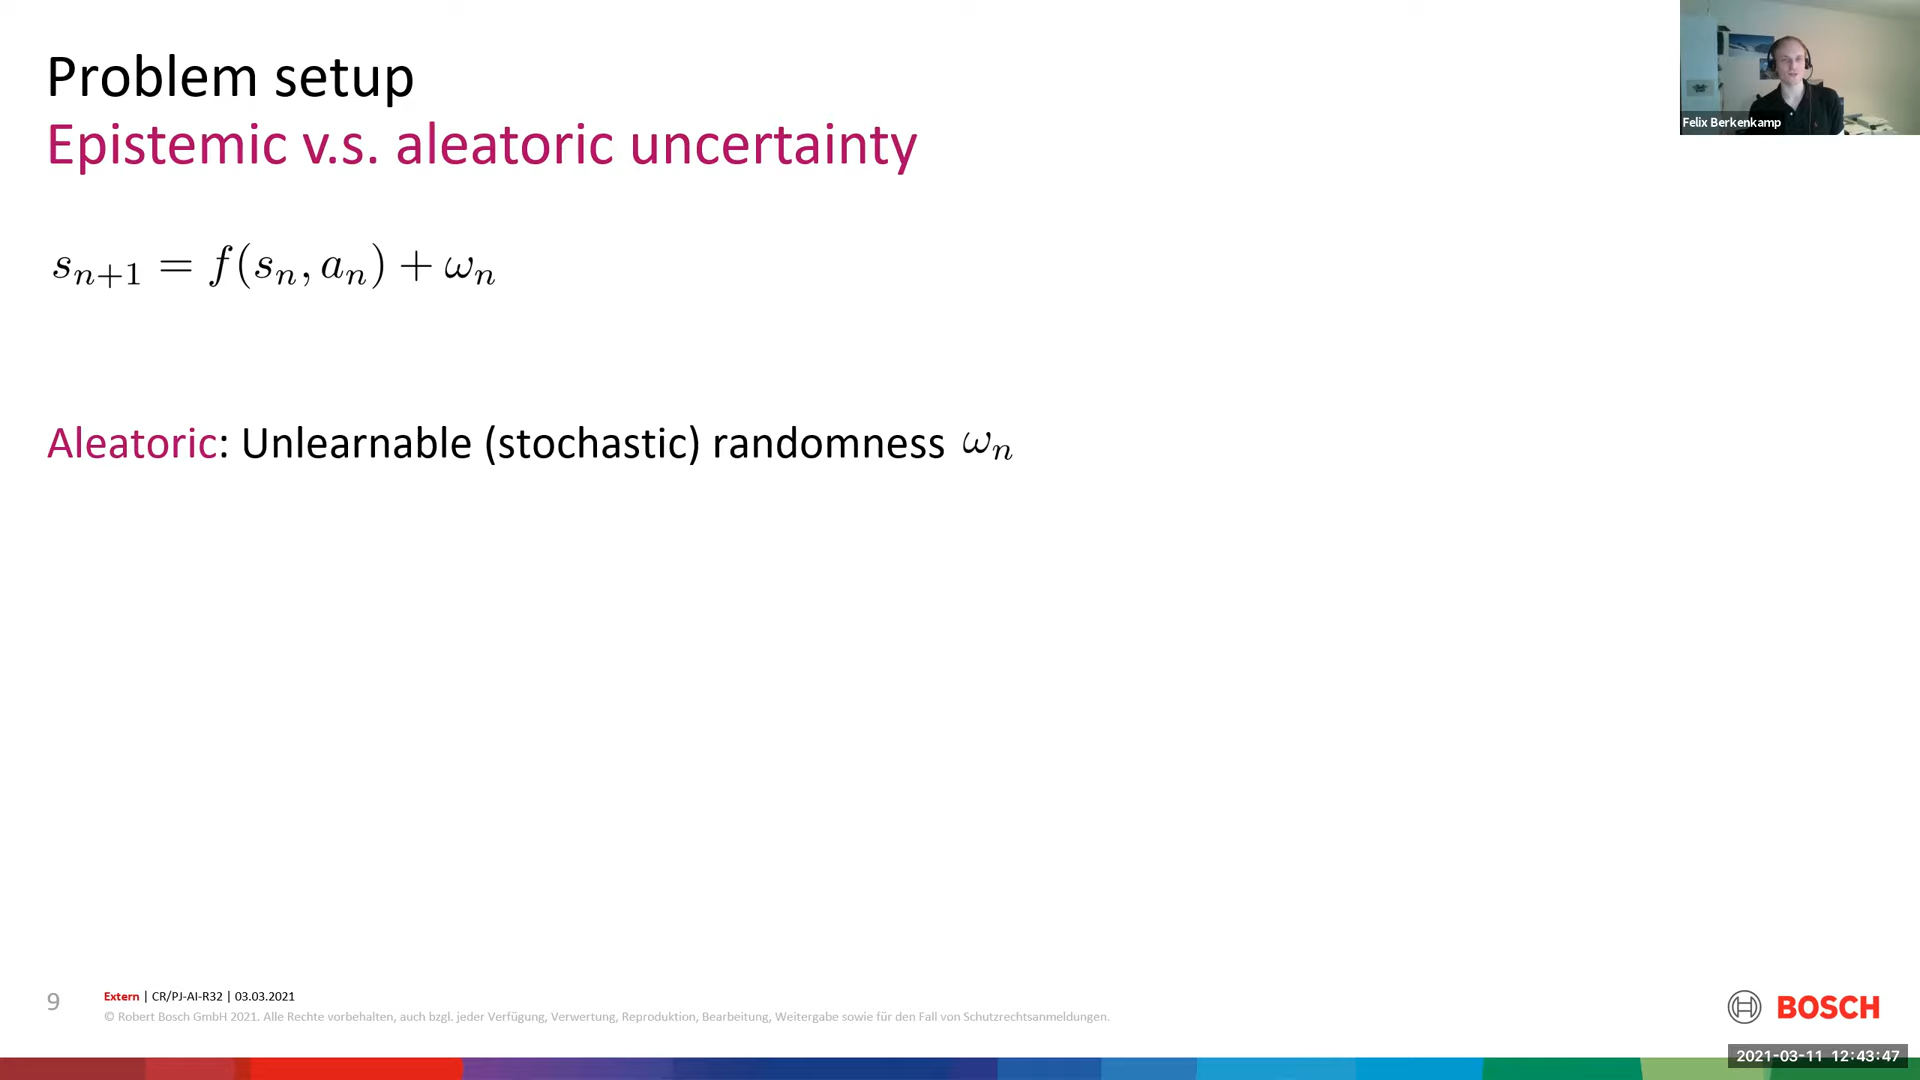 Problem setup
Epistemic v.s. aleatoric uncertainty
Felix Berkenkamp
s_{n+1} = f(s_n, a_n) + ω_n
Aleatoric: Unlearnable (stochastic) randomness ω_n
9
Extern | CR/PJ-AI-R32 | 03.03.2021
© Robert Bosch GmbH 2021. Alle Rechte vorbehalten, auch bzgl. jeder Verfügung, Verwertung, Reproduktion, Bearbeitung, Weitergabe sowie für den Fall von Schutzrechtsanmeldungen.
BOSCH
2021-03-11 12:43:47